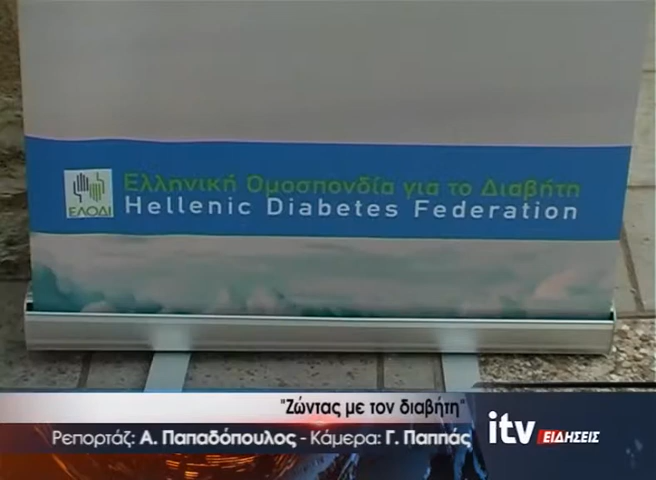 Ελληνική Ομοσπονδία για το Διαβήτη
ΕΛΟΔΙ Hellenic Diabetes Federation
"Ζώντας με τον διαβήτη"
Ρεπορτάζ: Α. Παπαδόπουλος - Κάμερα: Γ. Παππάς
itv ΕΙΔΗΣΕΙΣ